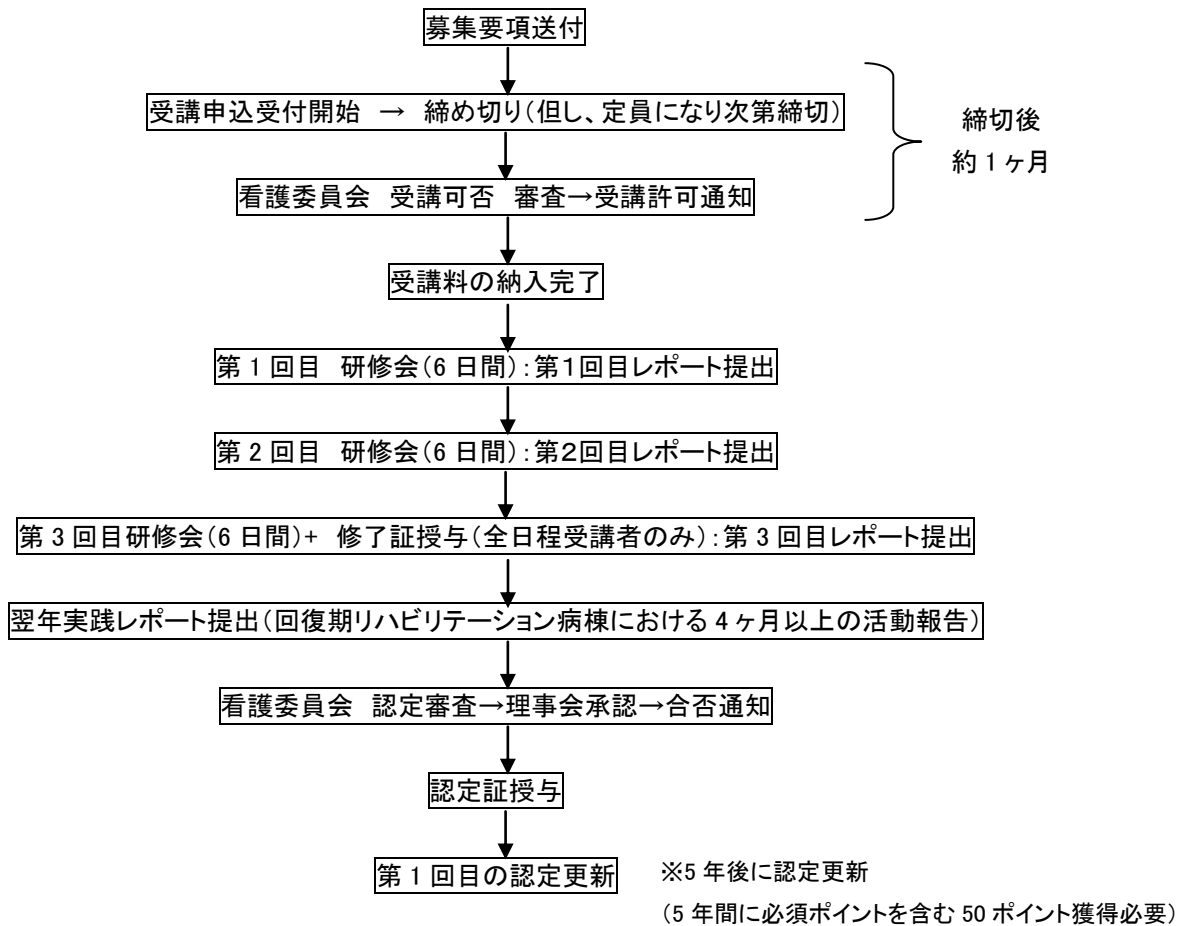 募集要項送付
受講申込受付開始　→　締め切り（但し、定員になり次第締切）
締切後
約1ヶ月
看護委員会　受講可否　審査→受講許可通知
受講料の納入完了
第1回目　研修会（6日間）：第１回目レポート提出
第2回目　研修会（6日間）：第２回目レポート提出
第3回目研修会（6日間）+　修了証授与（全日程受講者のみ）：第3回目レポート提出
翌年実践レポート提出（回復期リハビリテーション病棟における4ヶ月以上の活動報告）
看護委員会　認定審査→理事会承認→合否通知
認定証授与
第1回目の認定更新
※5年後に認定更新
（5年間に必須ポイントを含む50ポイント獲得必要）